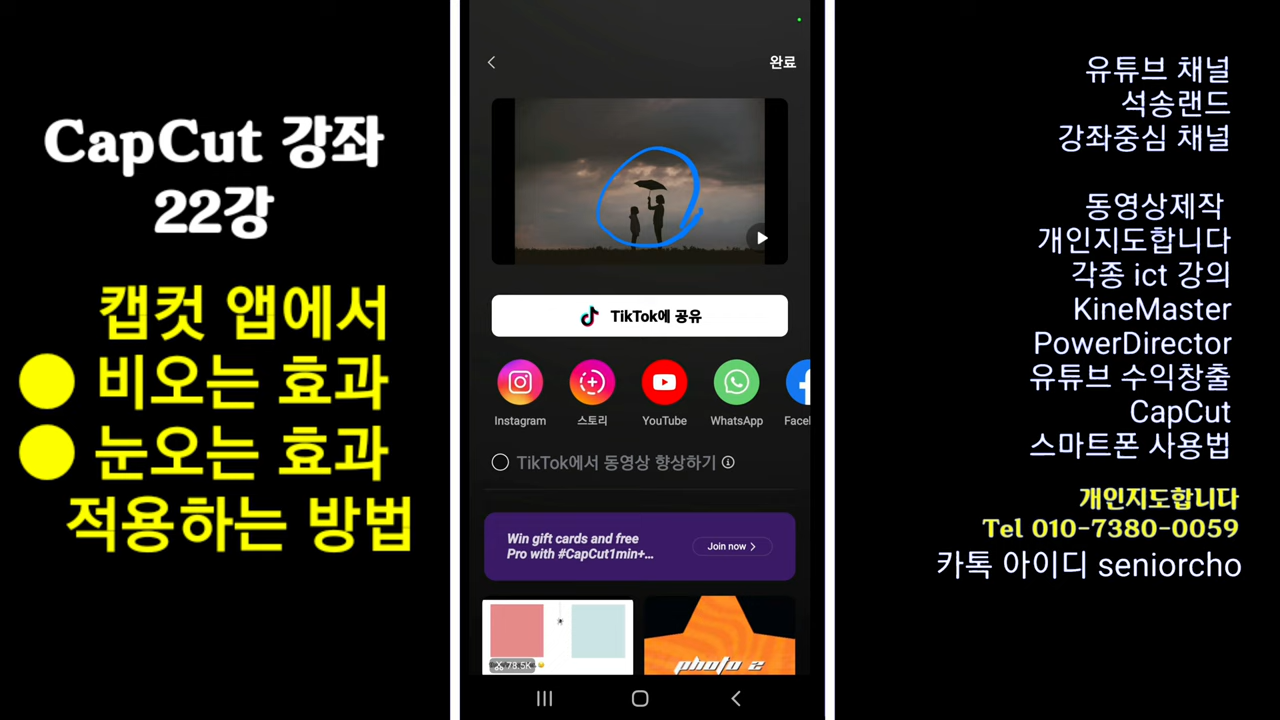 CapCut 강좌
22강
캡컷 앱에서
비오는 효과
눈오는 효과
적용하는 방법
완료
TikTok에 공유
Instagram
스토리
YouTube
WhatsApp
Facel
TikTok에서 동영상 향상하기
Win gift cards and free
Pro with #CapCut1min+...
Join now
78.5K
photo 2
유튜브 채널
석송랜드
강좌중심 채널
동영상제작
개인지도합니다
각종 ict 강의
KineMaster
PowerDirector
유튜브 수익창출
CapCut
스마트폰 사용법
개인지도합니다
Tel 010-7380-0059
카톡 아이디 seniorcho